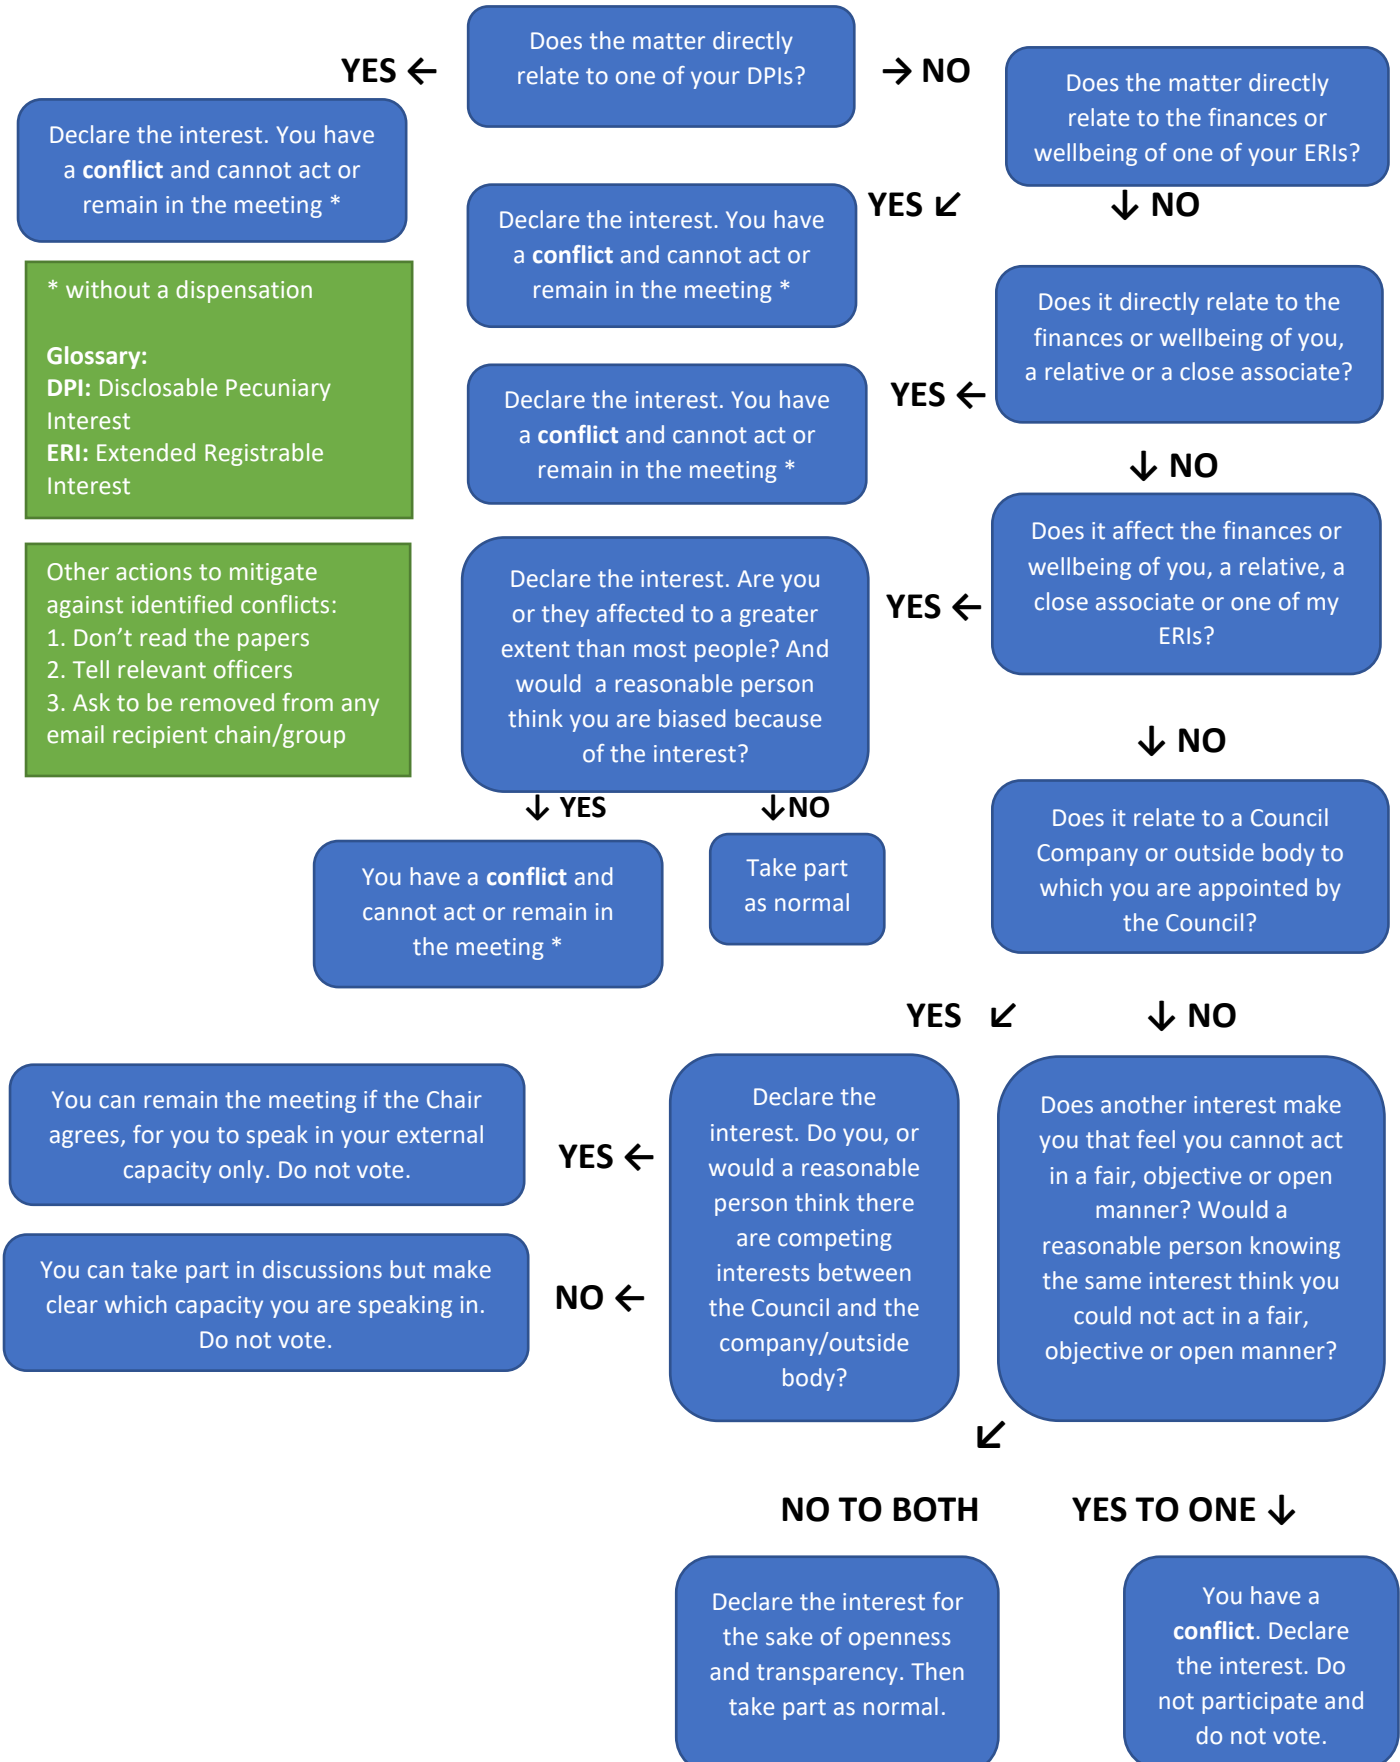 Does the matter directly
relate to one of your DPIs?
YES ←
→ NO
Declare the interest. You have
a conflict and cannot act or
remain in the meeting *
Does the matter directly
relate to the finances or
wellbeing of one of your ERIs?
YES ↙
↓ NO
Declare the interest. You have
a conflict and cannot act or
remain in the meeting *
* without a dispensation
Glossary:
DPI: Disclosable Pecuniary
Interest
ERI: Extended Registrable
Interest
Does it directly relate to the
finances or wellbeing of you,
a relative or a close associate?
YES ←
Declare the interest. You have
a conflict and cannot act or
remain in the meeting *
↓ NO
Does it affect the finances or
wellbeing of you, a relative, a
close associate or one of my
ERIs?
YES ←
Declare the interest. Are you
or they affected to a greater
extent than most people? And
would  a reasonable person
think you are biased because
of the interest?
Other actions to mitigate
against identified conflicts:
1. Don’t read the papers
2. Tell relevant officers
3. Ask to be removed from any
email recipient chain/group
↓ YES
↓NO
You have a conflict and
cannot act or remain in
the meeting *
Take part
as normal
↓ NO
Does it relate to a Council
Company or outside body to
which you are appointed by
the Council?
YES ↙
↓ NO
Declare the
interest. Do you, or
would a reasonable
person think there
are competing
interests between
the Council and the
company/outside
body?
YES ←
You can remain the meeting if the Chair
agrees, for you to speak in your external
capacity only. Do not vote.
NO ←
You can take part in discussions but make
clear which capacity you are speaking in.
Do not vote.
Does another interest make
you that feel you cannot act
in a fair, objective or open
manner? Would a
reasonable person knowing
the same interest think you
could not act in a fair,
objective or open manner?
↙
NO TO BOTH
YES TO ONE ↓
Declare the interest for
the sake of openness
and transparency. Then
take part as normal.
You have a
conflict. Declare
the interest. Do
not participate and
do not vote.